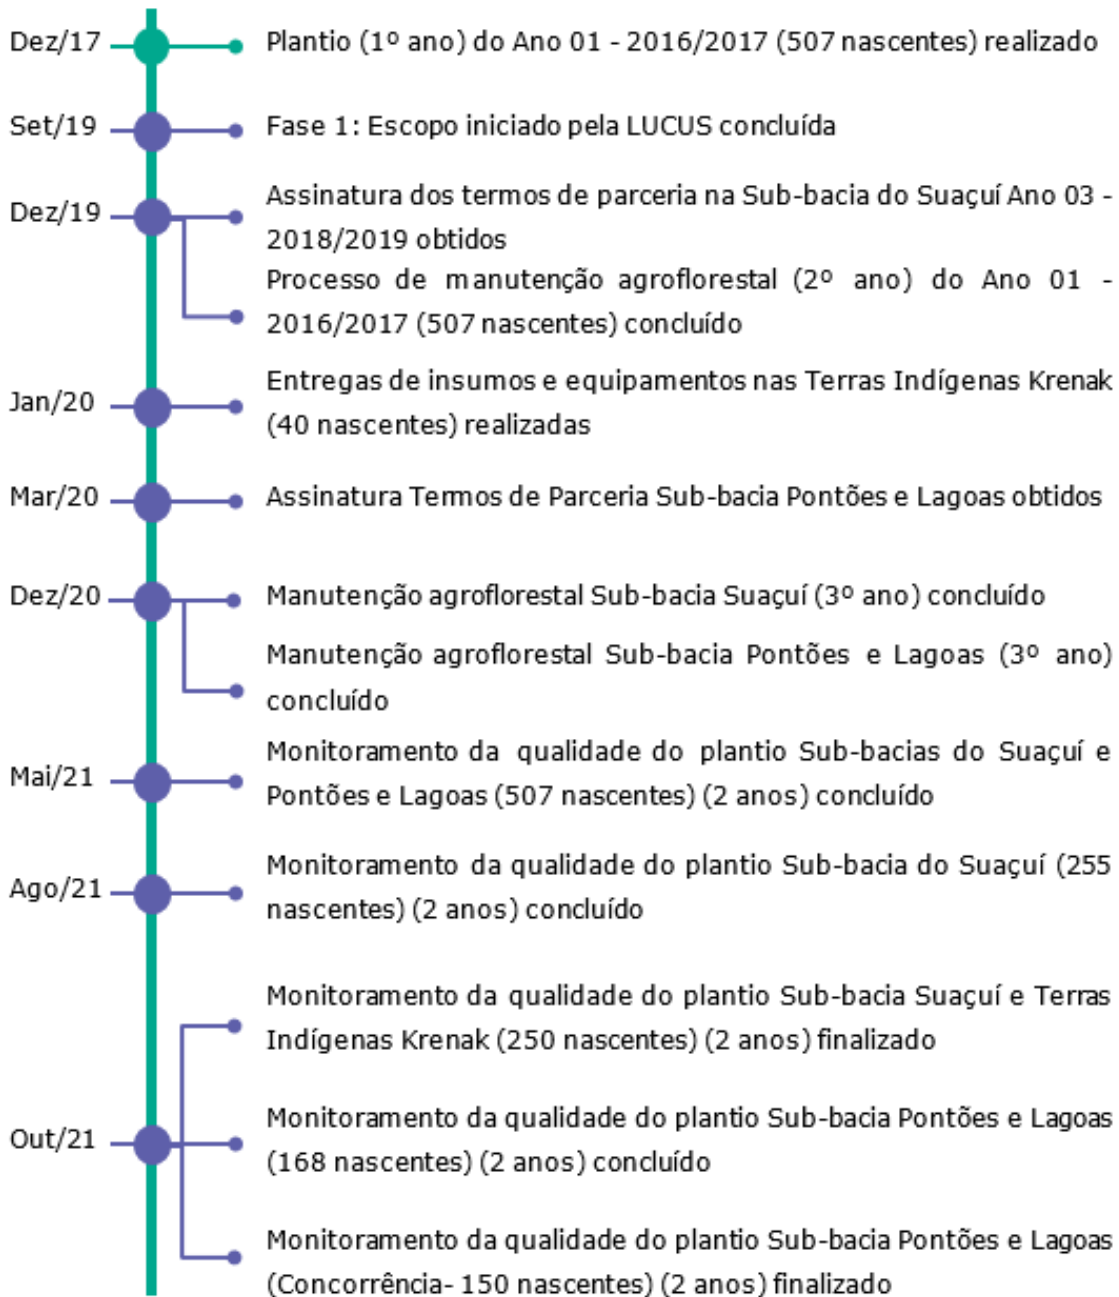 Dez/17
Plantio (1º ano) do Ano 01 - 2016/2017 (507 nascentes) realizado
Set/19
Fase 1: Escopo iniciado pela LUCUS concluída
Dez/19
Assinatura dos termos de parceria na Sub-bacia do Suaçuí Ano 03 -
2018/2019 obtidos
Processo de manutenção agroflorestal (2º ano) do Ano 01 -
2016/2017 (507 nascentes) concluído
Jan/20
Entregas de insumos e equipamentos nas Terras Indígenas Krenak
(40 nascentes) realizadas
Mar/20
Assinatura Termos de Parceria Sub-bacia Pontões e Lagoas obtidos
Dez/20
Manutenção agroflorestal Sub-bacia Suaçuí (3º ano) concluído
Manutenção agroflorestal Sub-bacia Pontões e Lagoas (3º ano)
concluído
Mai/21
Monitoramento da qualidade do plantio Sub-bacias do Suaçuí e
Pontões e Lagoas (507 nascentes) (2 anos) concluído
Ago/21
Monitoramento da qualidade do plantio Sub-bacia do Suaçuí (255
nascentes) (2 anos) concluído
Out/21
Monitoramento da qualidade do plantio Sub-bacia Suaçuí e Terras
Indígenas Krenak (250 nascentes) (2 anos) finalizado
Monitoramento da qualidade do plantio Sub-bacia Pontões e Lagoas
(168 nascentes) (2 anos) concluído
Monitoramento da qualidade do plantio Sub-bacia Pontões e Lagoas
(Concorrência- 150 nascentes) (2 anos) finalizado